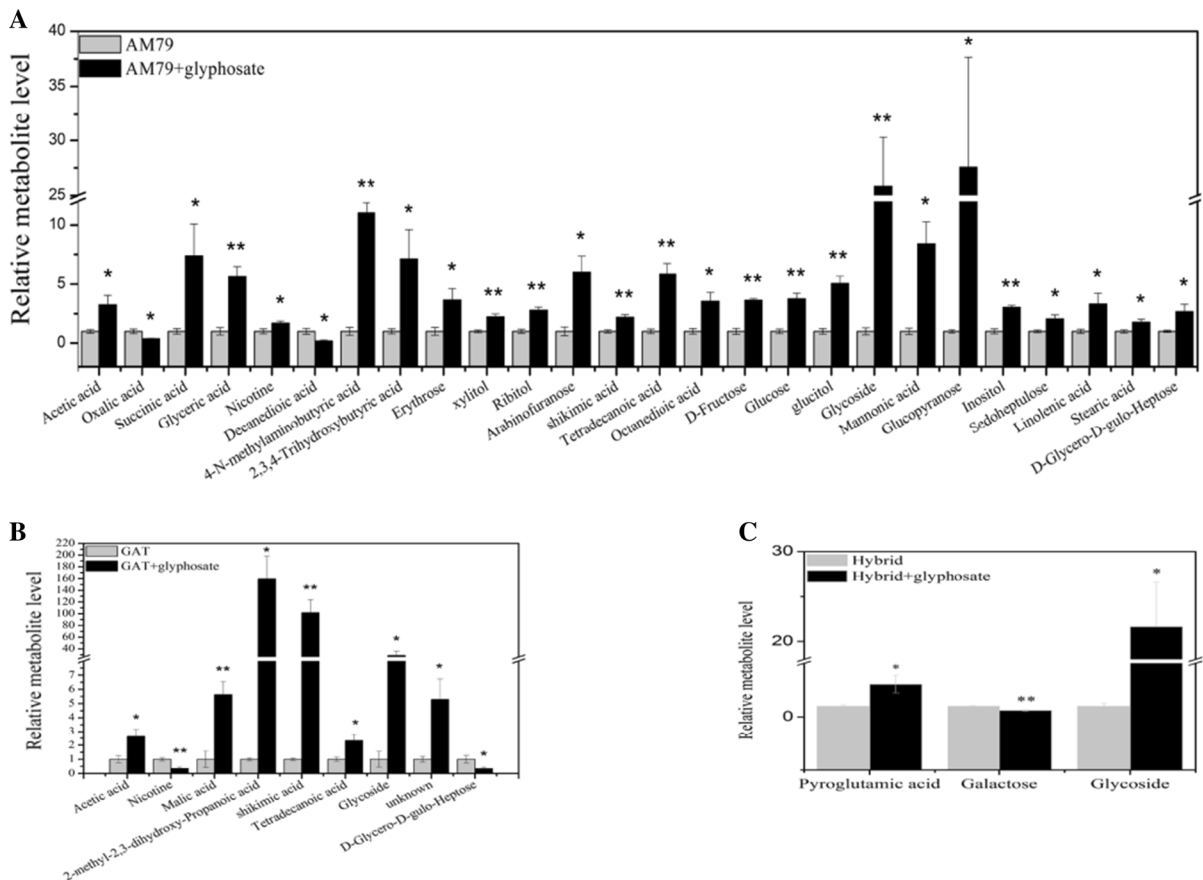 A
Relative metabolite level
40
35
30
25
10
5
0
AM79
AM79+glyphosate
*
*
*
**
*
*
**
*
*
**
**
*
**
**
*
**
*
**
**
*
*
**
*
*
*
*
Acetic acid
Oxalic acid
Succinic acid
Glyceric acid
Nicotine
Decanedioic acid
4-N-methylaminobutyric acid
2,3,4-Trihydroxybutyric acid
Erythrose
xylitol
Ribitol
Arabinofuranose
shikimic acid
Tetradecanoic acid
Octanedioic acid
D-Fructose
Glucose
glucitol
Glycoside
Mannonic acid
Glucopyranose
Inositol
Sedoheptulose
Linolenic acid
Stearic acid
D-Glycero-D-gulo-Heptose
B
Relative metabolite level
220
200
180
160
140
120
100
80
60
40
7
6
5
4
3
2
1
0
GAT
GAT+glyphosate
*
**
**
*
**
*
*
*
*
Acetic acid
Nicotine
Malic acid
2-methyl-2,3-dihydroxy-Propanoic acid
shikimic acid
Tetradecanoic acid
Glycoside
unknown
D-Glycero-D-gulo-Heptose
C
Relative metabolite level
30
20
0
Hybrid
Hybrid+glyphosate
*
**
*
Pyroglutamic acid
Galactose
Glycoside